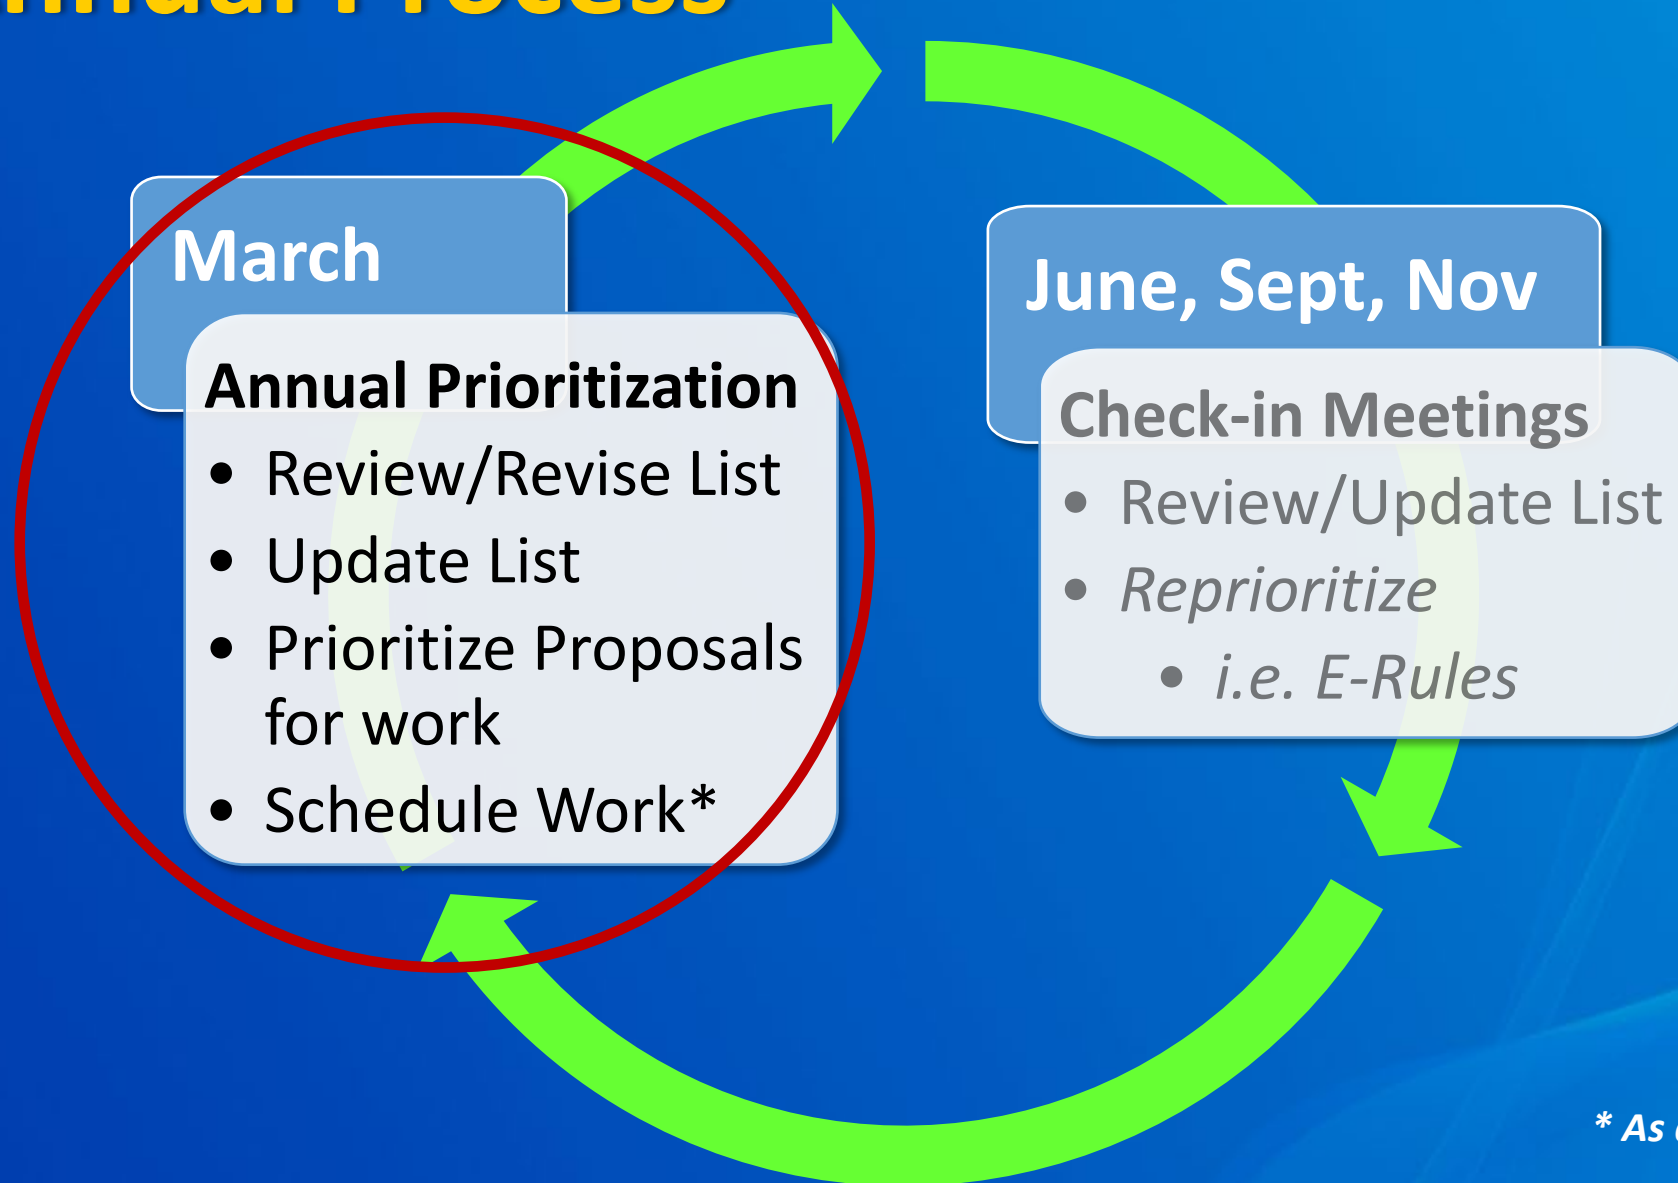 Process
March
Annual Prioritization
• Review/Revise List
• Update List
• Prioritize Proposals
for work
• Schedule Work*
June, Sept, Nov
Check-in Meetings
• Review/Update List
• Reprioritize
• i.e. E-Rules
* As